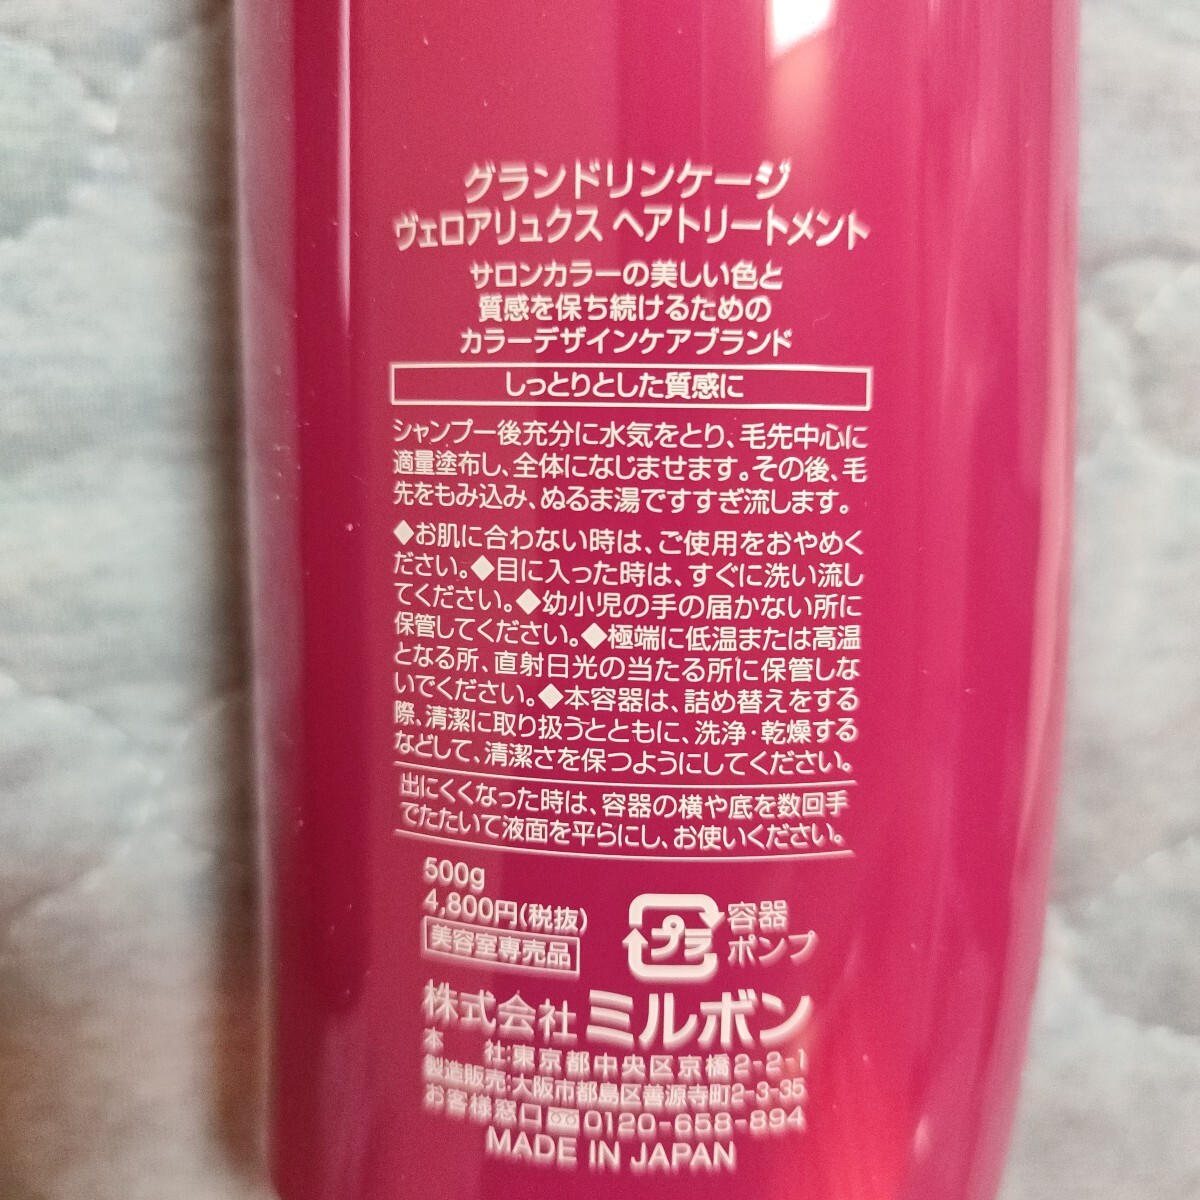 グランドリンケージ
ヴェロアリュクス ヘアトリートメント
サロンカラーの美しい色と
質感を保ち続けるための
カラーデザインケアブランド
しっとりとした質感に
シャンプー後充分に水気をとり、毛先中心に
適量塗布し、全体になじませます。その後、毛
先をもみ込み、ぬるま湯ですすぎ流します。
◆お肌に合わない時は、ご使用をおやめく
ださい。◆目に入った時は、すぐに洗い流し
てください。◆幼小児の手の届かない所に
保管してください。◆極端に低温または高温
となる所、直射日光の当たる所に保管しな
いでください。◆本容器は、詰め替えをする
際、清潔に取り扱うとともに、洗浄・乾燥する
などして、清潔さを保つようにしてください。
出にくくなった時は、容器の横や底を数回手
でたたいて液面を平らにし、お使いください。
500g
4,800円(税抜)
美容室専売品
プラ
容器
ポンプ
株式会社 ミルボン
本 社:東京都中央区京橋2-2-1
製造販売:大阪市都島区善源寺町2-3-35
お客様窓口 0120-658-894
MADE IN JAPAN